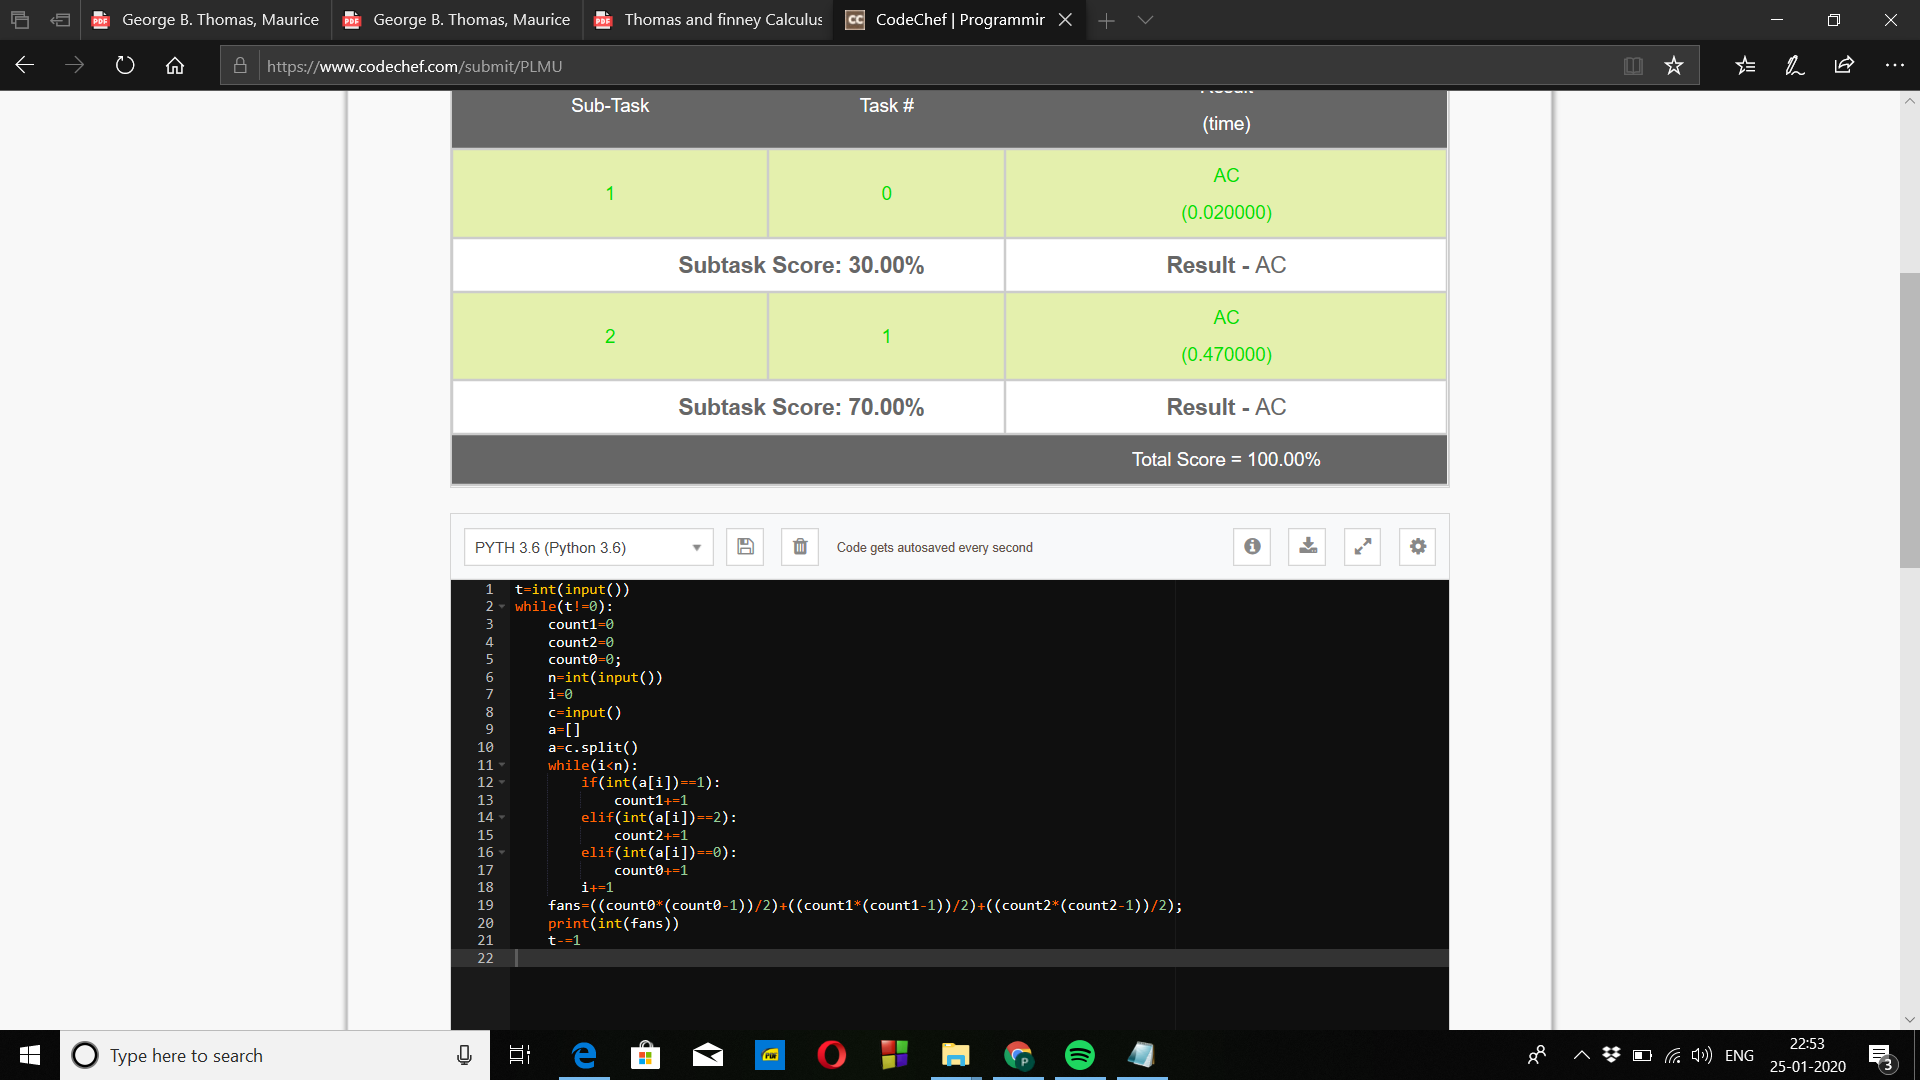 George B. Thomas, Maurice
George B. Thomas, Maurice
Thomas and finney Calculus
CodeChef | Programmin
https://www.codechef.com/submit/PLMU
Sub-Task
Task #
(time)
1
0
AC
(0.020000)
Subtask Score: 30.00%
Result - AC
2
1
AC
(0.470000)
Subtask Score: 70.00%
Result - AC
Total Score = 100.00%
PYTH 3.6 (Python 3.6)
Code gets autosaved every second
1 t=int(input())
2 while(t!=0):
3 count1=0
4 count2=0
5 count0=0;
6 n=int(input())
7 i=0
8 c=input()
9 a=[]
10 a=c.split()
11 while(i<n):
12 if(int(a[i])==1):
13 count1+=1
14 elif(int(a[i])==2):
15 count2+=1
16 elif(int(a[i])==0):
17 count0+=1
18 i+=1
19 fans=((count0*(count0-1))/2)+((count1*(count1-1))/2)+((count2*(count2-1))/2);
20 print(int(fans))
21 t-=1
22
Type here to search
ENG
22:53
25-01-2020
3